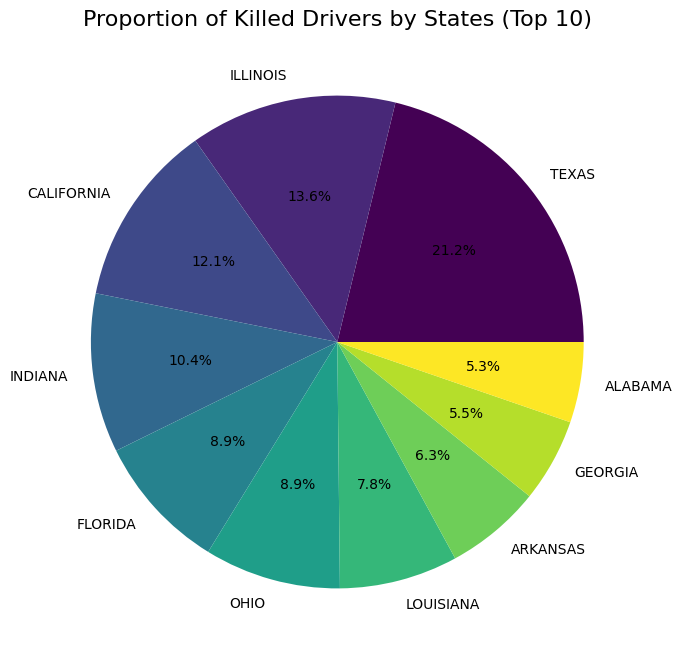 Proportion of Killed Drivers by States (Top 10)
ILLINOIS
TEXAS
CALIFORNIA
13.6%
21.2%
12.1%
10.4%
5.3%
INDIANA
ALABAMA
5.5%
8.9%
6.3%
GEORGIA
8.9%
7.8%
FLORIDA
ARKANSAS
OHIO
LOUISIANA